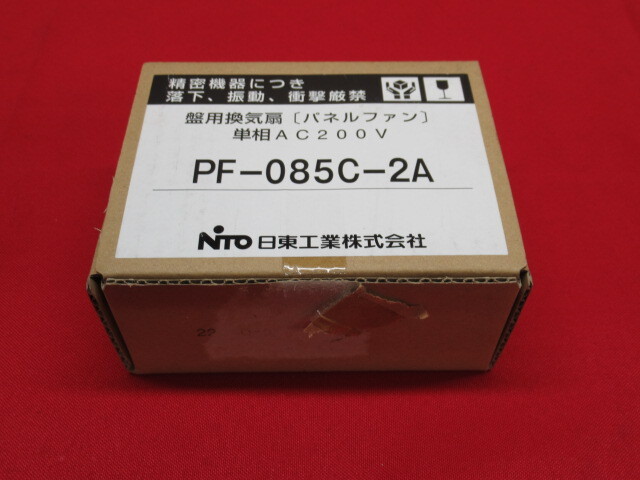 精密機器につき
落下、振動、衝撃厳禁
盤用換気扇［パネルファン］
単相ＡＣ２００Ｖ
PF-085C-2A
NITO 日東工業株式会社
22